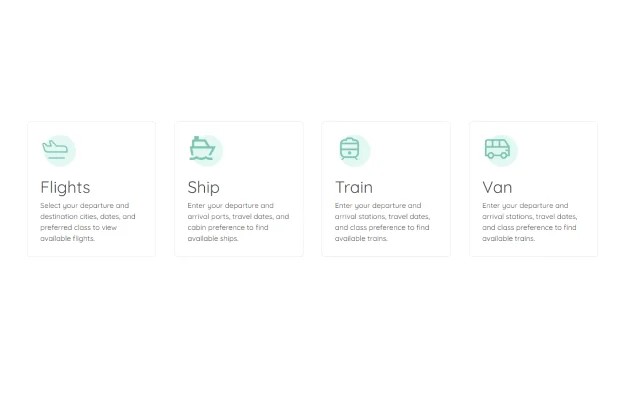 Flights
Select your departure and
destination cities, dates, and
preferred class to view
available flights.
Ship
Enter your departure and
arrival ports, travel dates, and
cabin preference to find
available ships.
Train
Enter your departure and
arrival stations, travel dates,
and class preference to find
available trains.
Van
Enter your departure and
arrival stations, travel dates,
and class preference to find
available trains.